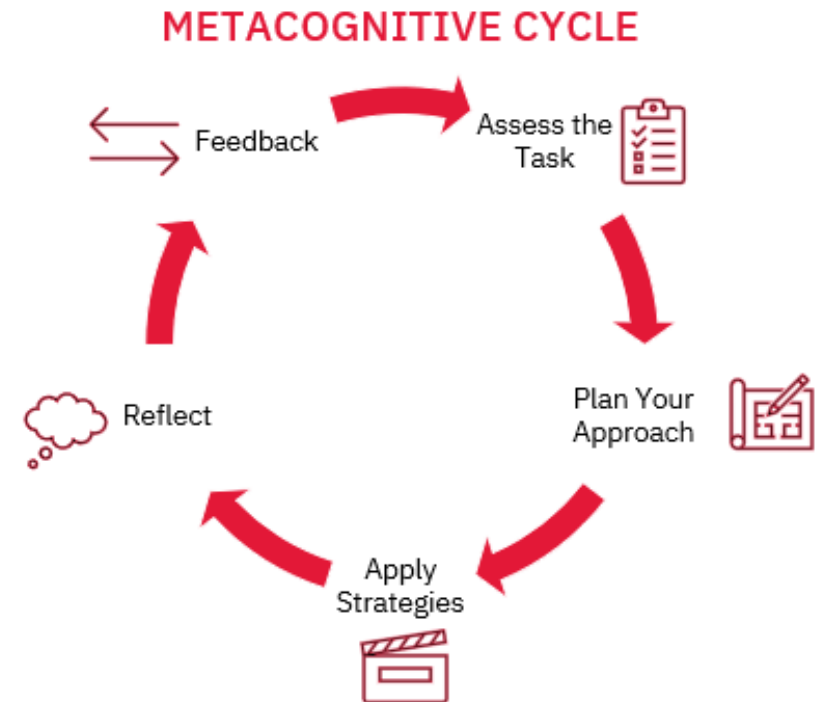 METACOGNITIVE CYCLE
Feedback
Assess the
Task
Plan Your
Approach
Apply
Strategies
Reflect